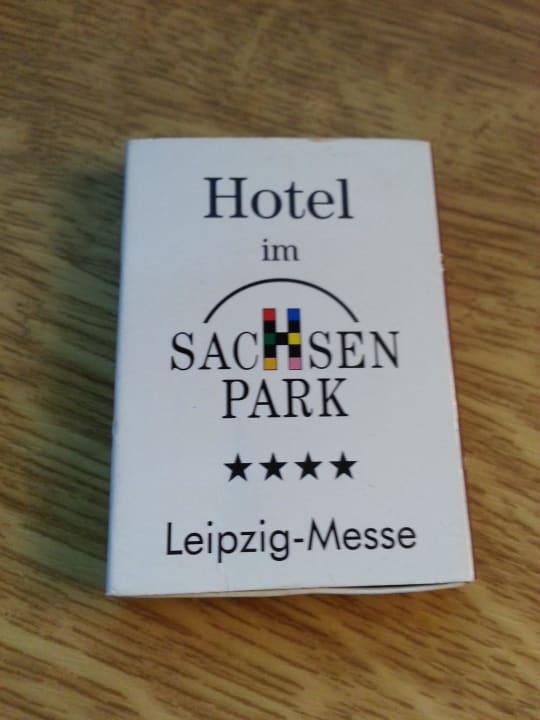 Hotel
im
SACHSEN
PARK
★★★★
Leipzig-Messe